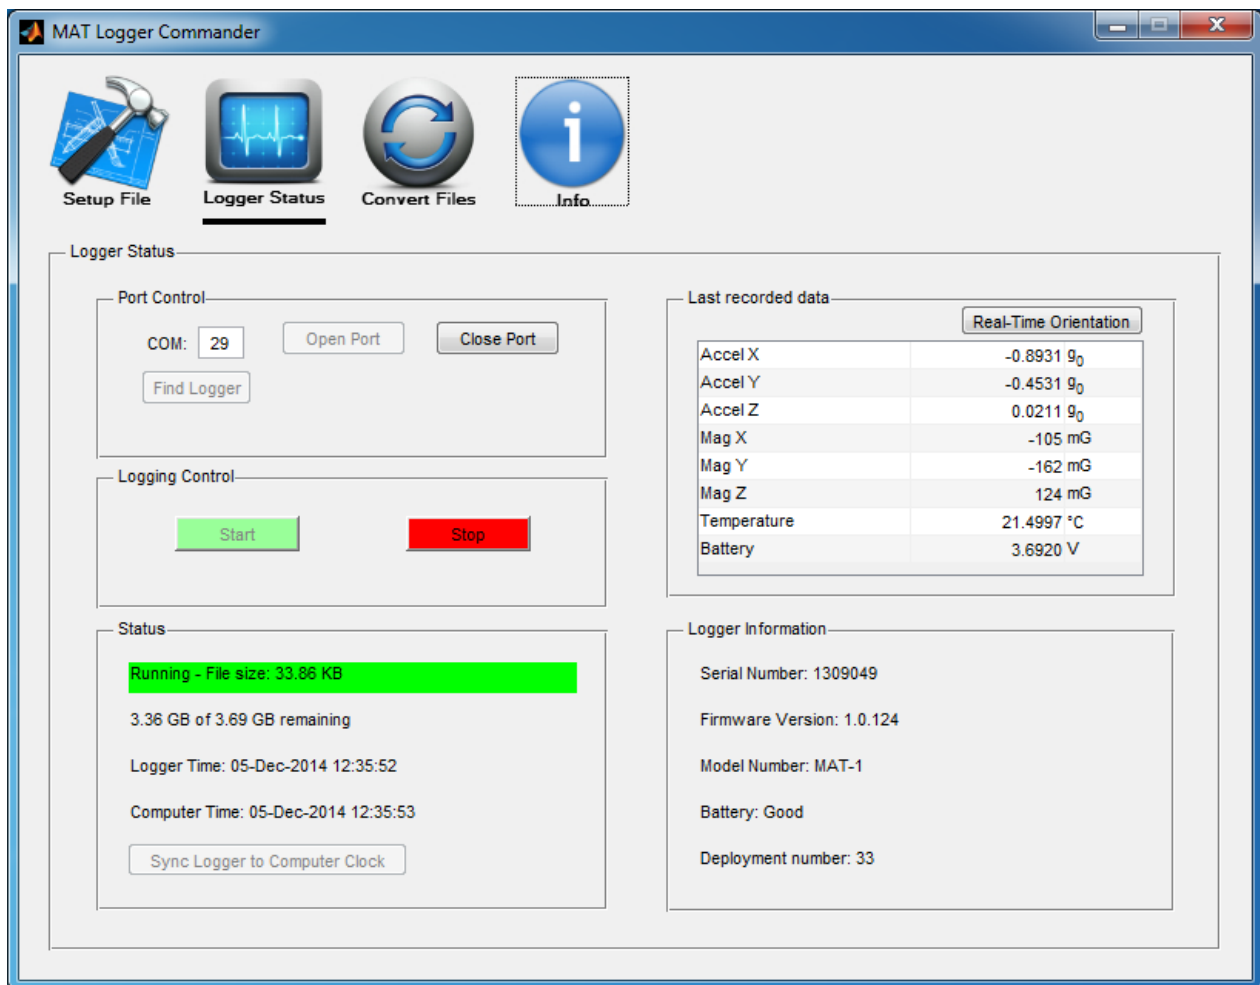 MAT Logger Commander
Setup File
Logger Status
Convert Files
Info
Logger Status
Port Control
COM: 29 Open Port Close Port
Find Logger
Logging Control
Start Stop
Status
Running - File size: 33.86 KB
3.36 GB of 3.69 GB remaining
Logger Time: 05-Dec-2014 12:35:52
Computer Time: 05-Dec-2014 12:35:53
Sync Logger to Computer Clock
Last recorded data
Real-Time Orientation
Accel X -0.8931 g0
Accel Y -0.4531 g0
Accel Z 0.0211 g0
Mag X -105 mG
Mag Y -162 mG
Mag Z 124 mG
Temperature 21.4997 °C
Battery 3.6920 V
Logger Information
Serial Number: 1309049
Firmware Version: 1.0.124
Model Number: MAT-1
Battery: Good
Deployment number: 33